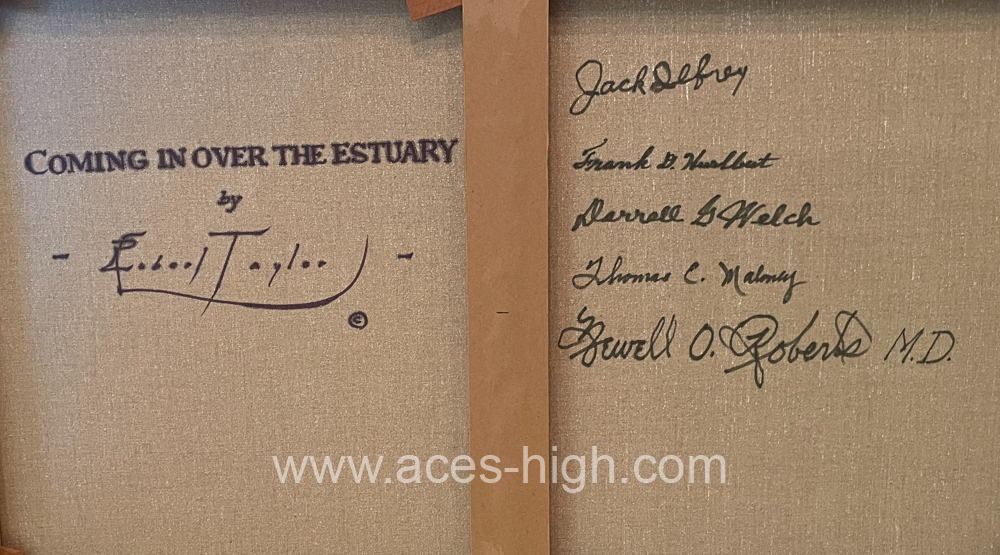 COMING IN OVER THE ESTUARY
by
- Robert Taylor -
©
Jack Ilfrey
Frank D. Hurlbut
Darrell G Welch
Thomas C. Maloney
Newell O. Roberts M.D.
www.aces-high.com